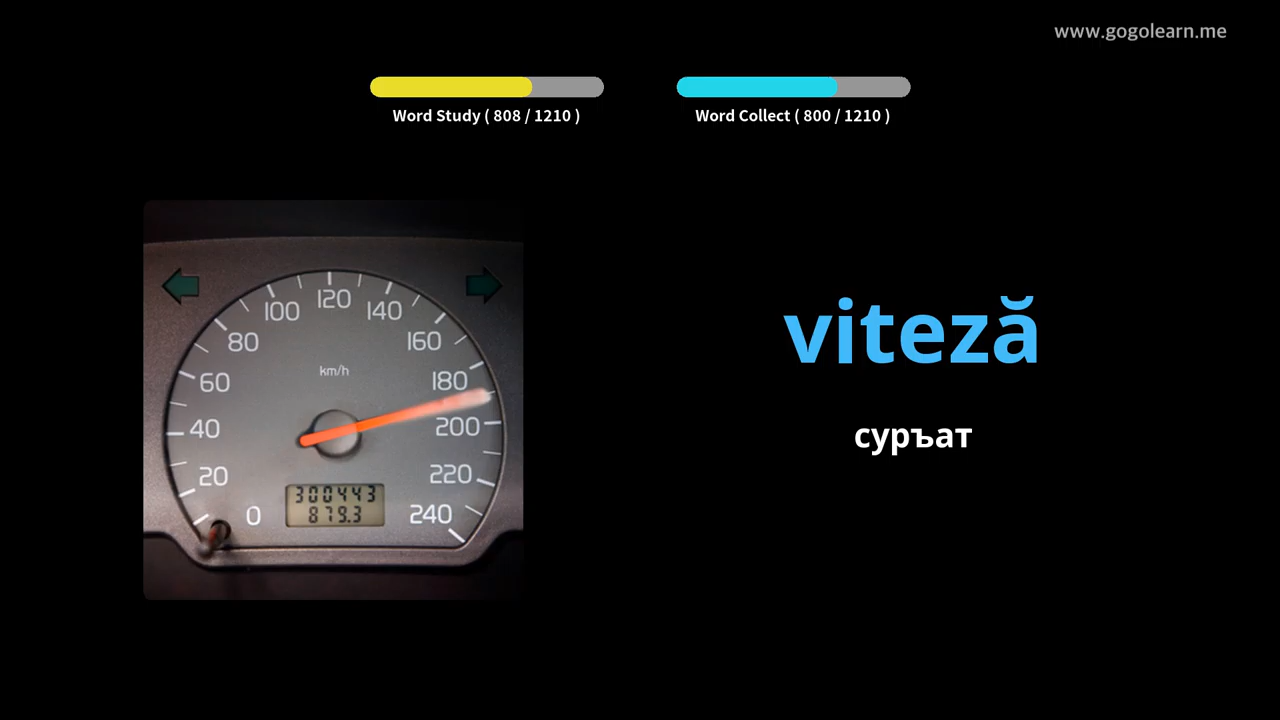 www.gogolearn.me
Word Study ( 808 / 1210 )
Word Collect ( 800 / 1210 )
viteză
суръат
0
20
40
60
80
100
120
140
160
180
200
220
240
km/h
300443
879.3